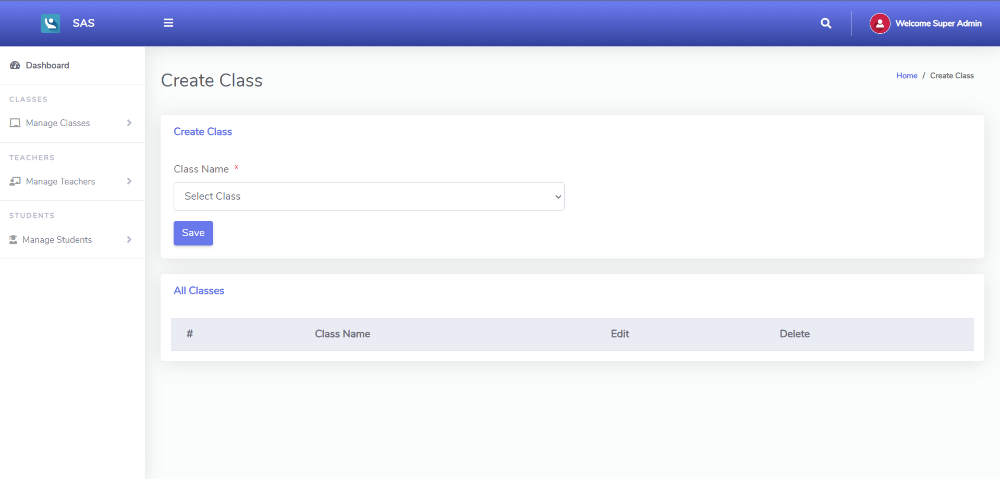 SAS
Welcome Super Admin
Dashboard
CLASSES
Manage Classes
TEACHERS
Manage Teachers
STUDENTS
Manage Students
Create Class
Home / Create Class
Create Class
Class Name *
Select Class
Save
All Classes
# Class Name Edit Delete